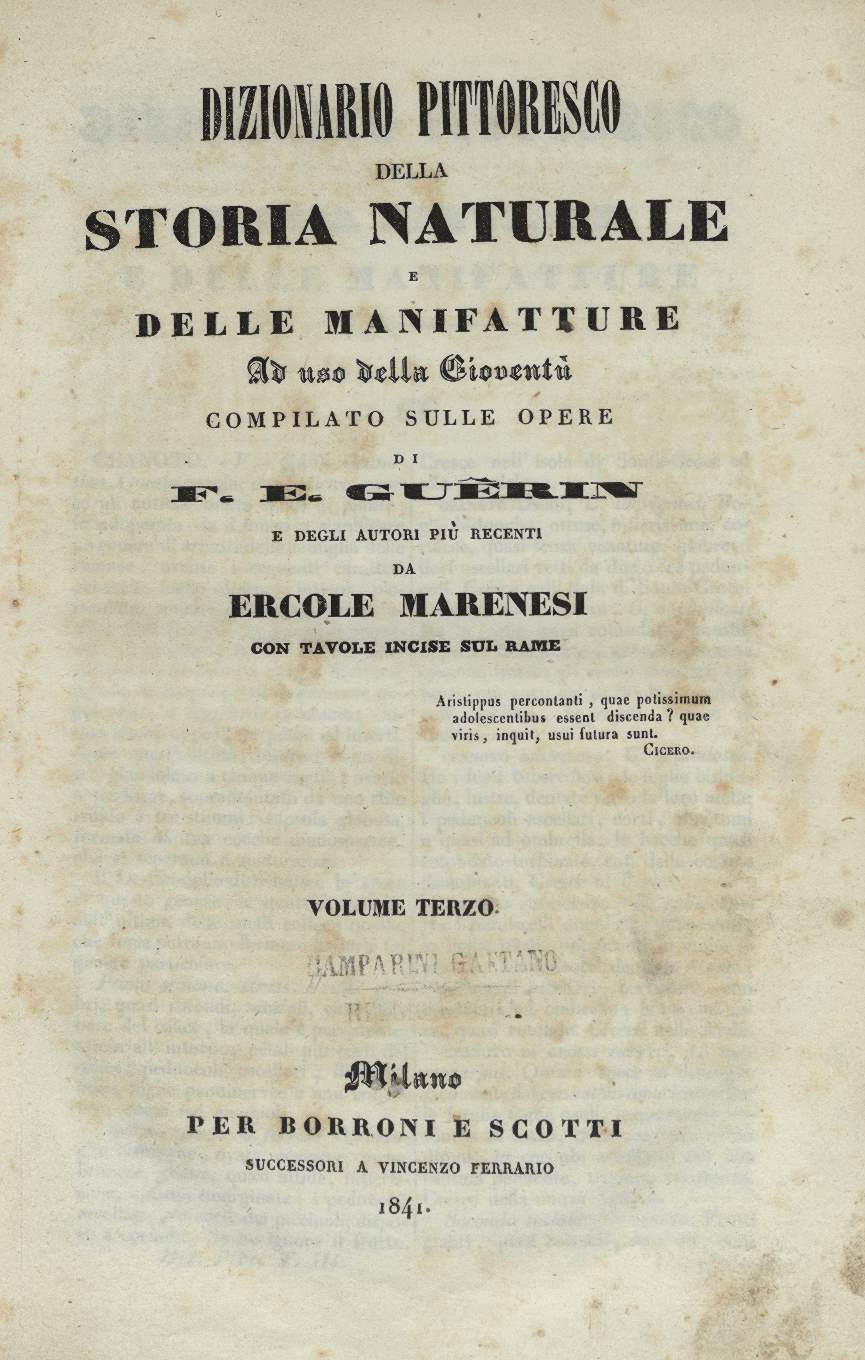 DIZIONARIO PITTORESCO
DELLA
STORIA NATURALE
E
DELLE MANIFATTURE
Ad uso della Gioventù
COMPILATO SULLE OPERE
DI
F. E. GUÈRIN
E DEGLI AUTORI PIÙ RECENTI
DA
ERCOLE MARENESI
CON TAVOLE INCISE SUL RAME
Aristippus percontanti, quae potissimum
adolescentibus essent discenda? quae
viris, inquit, usui futura sunt.
CICERO.
VOLUME TERZO.
GAETANO
Milano
PER BORRONI E SCOTTI
SUCCESSORI A VINCENZO FERRARIO
1841.